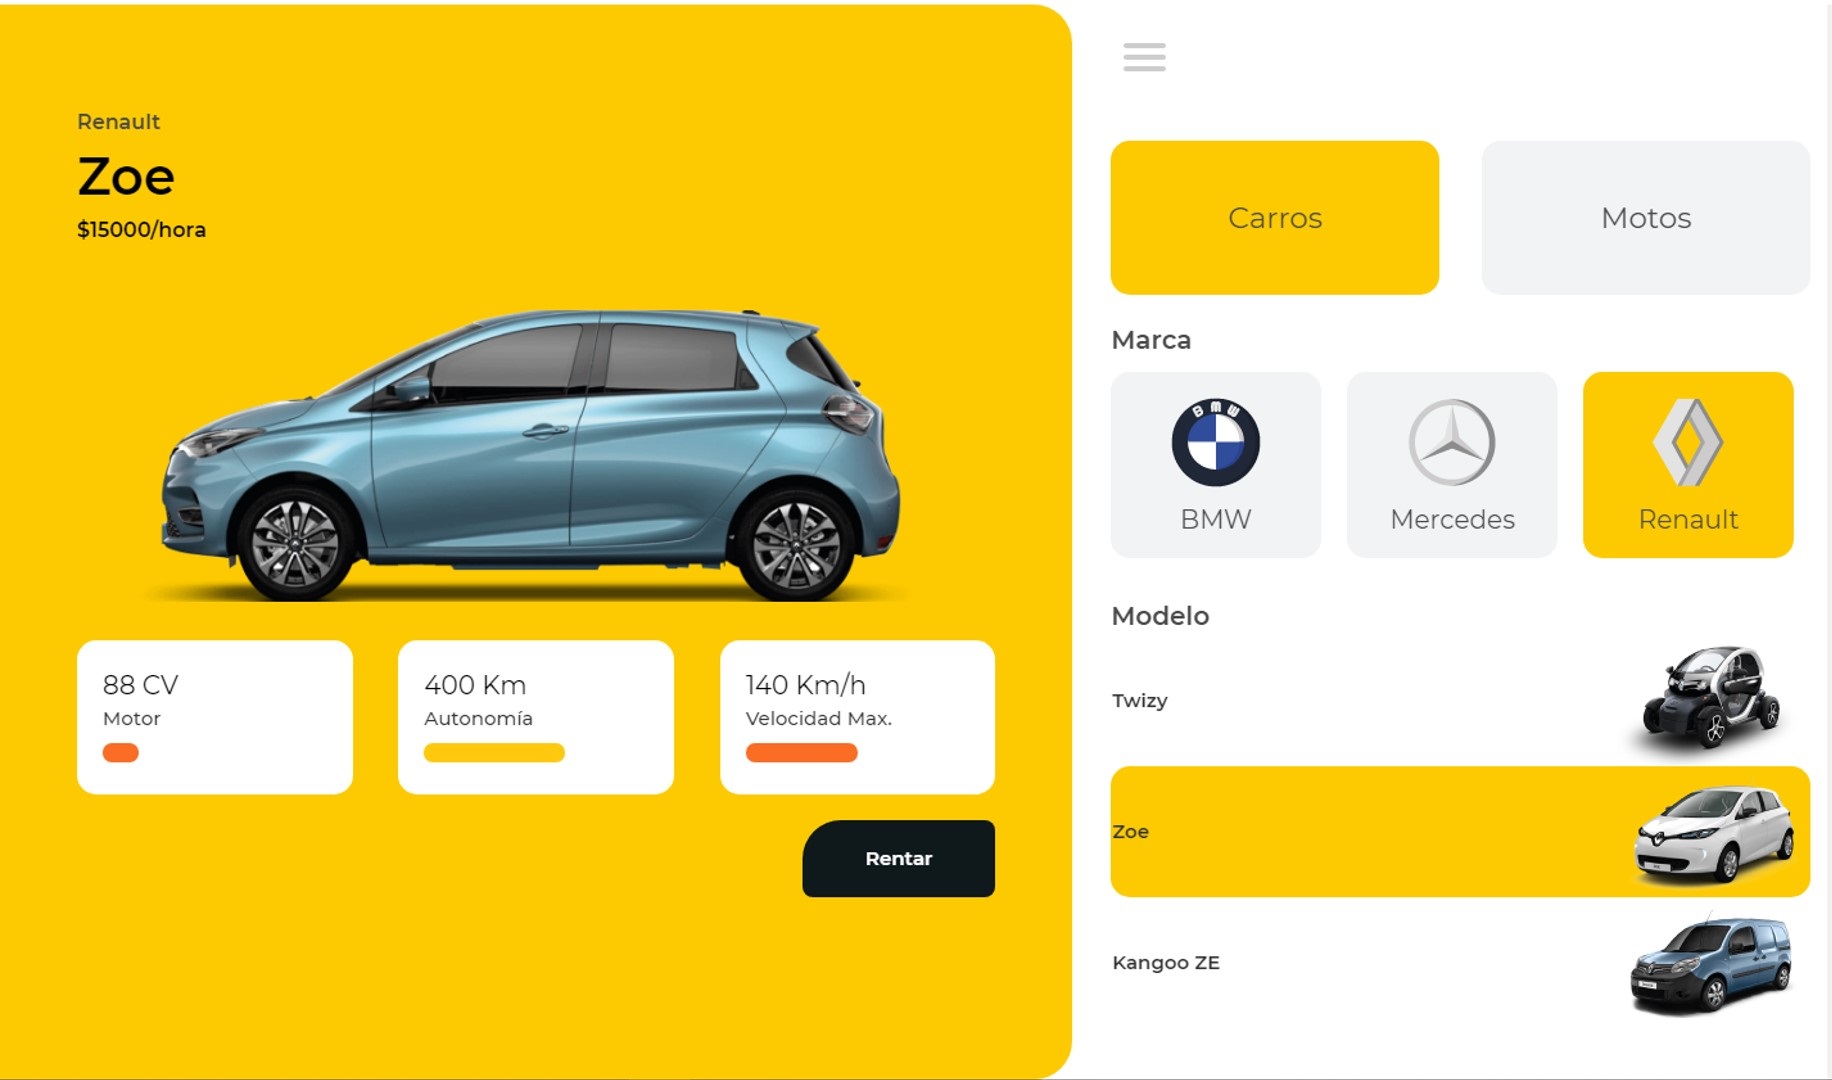 Renault
Zoe
$15000/hora
88 CV
Motor
400 Km
Autonomía
140 Km/h
Velocidad Max.
Rentar
Carros
Motos
Marca
BMW
BMW
Mercedes
Renault
Modelo
Twizy
Zoe
Kangoo ZE